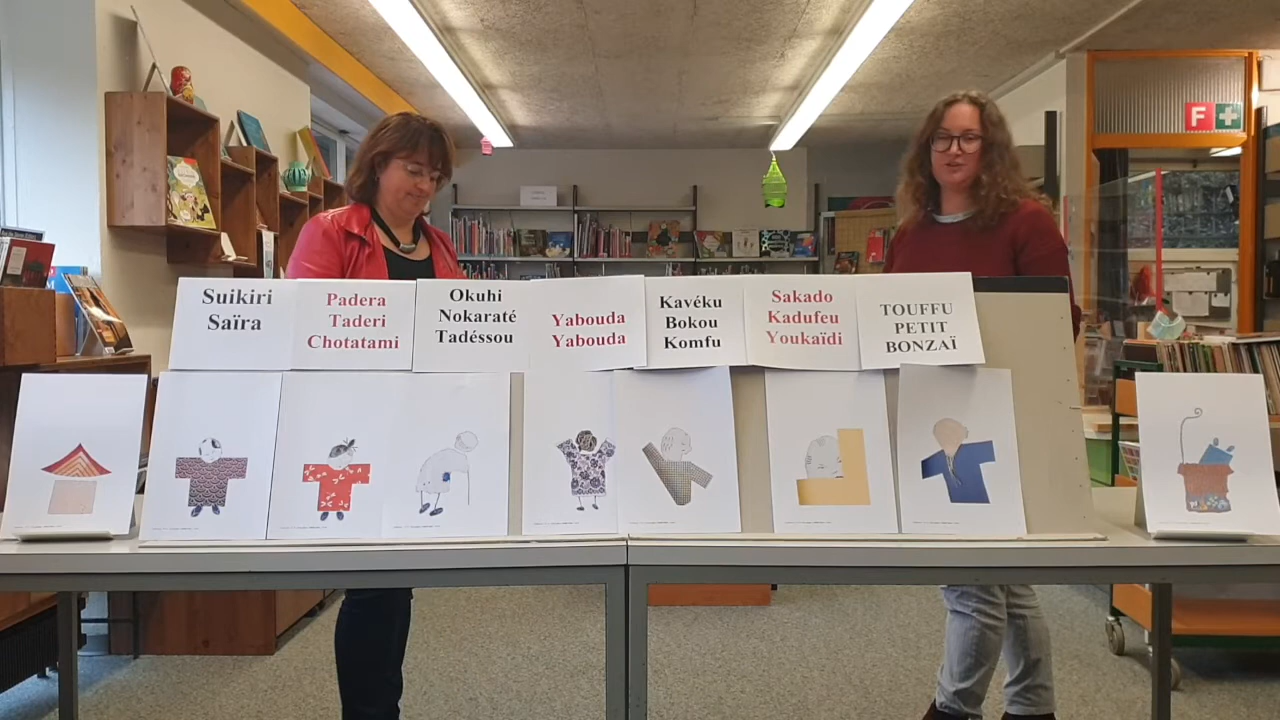 Suikiri
Saïra
Padera
Taderi
Chotatami
Okuhi
Nokaraté
Tadéssou
Yabouda
Yabouda
Kavéku
Bokou
Komfu
Sakado
Kadufeu
Youkaïdi
TOUFFU
PETIT
BONZAÏ
F